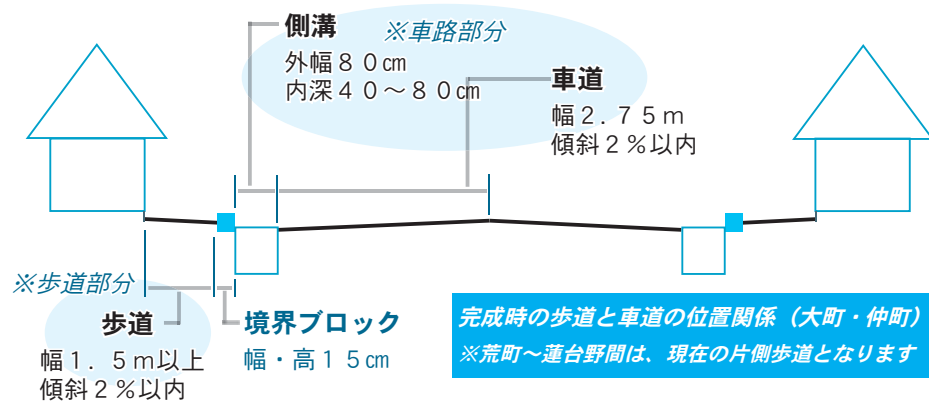 側溝
※車路部分
外幅８０㎝
内深４０～８０㎝
車道
幅２．７５ｍ
傾斜２％以内
※歩道部分
歩道
幅１．５ｍ以上
傾斜２％以内
境界ブロック
幅・高１５㎝
完成時の歩道と車道の位置関係（大町・仲町）
※荒町～蓮台野間は、現在の片側歩道となります